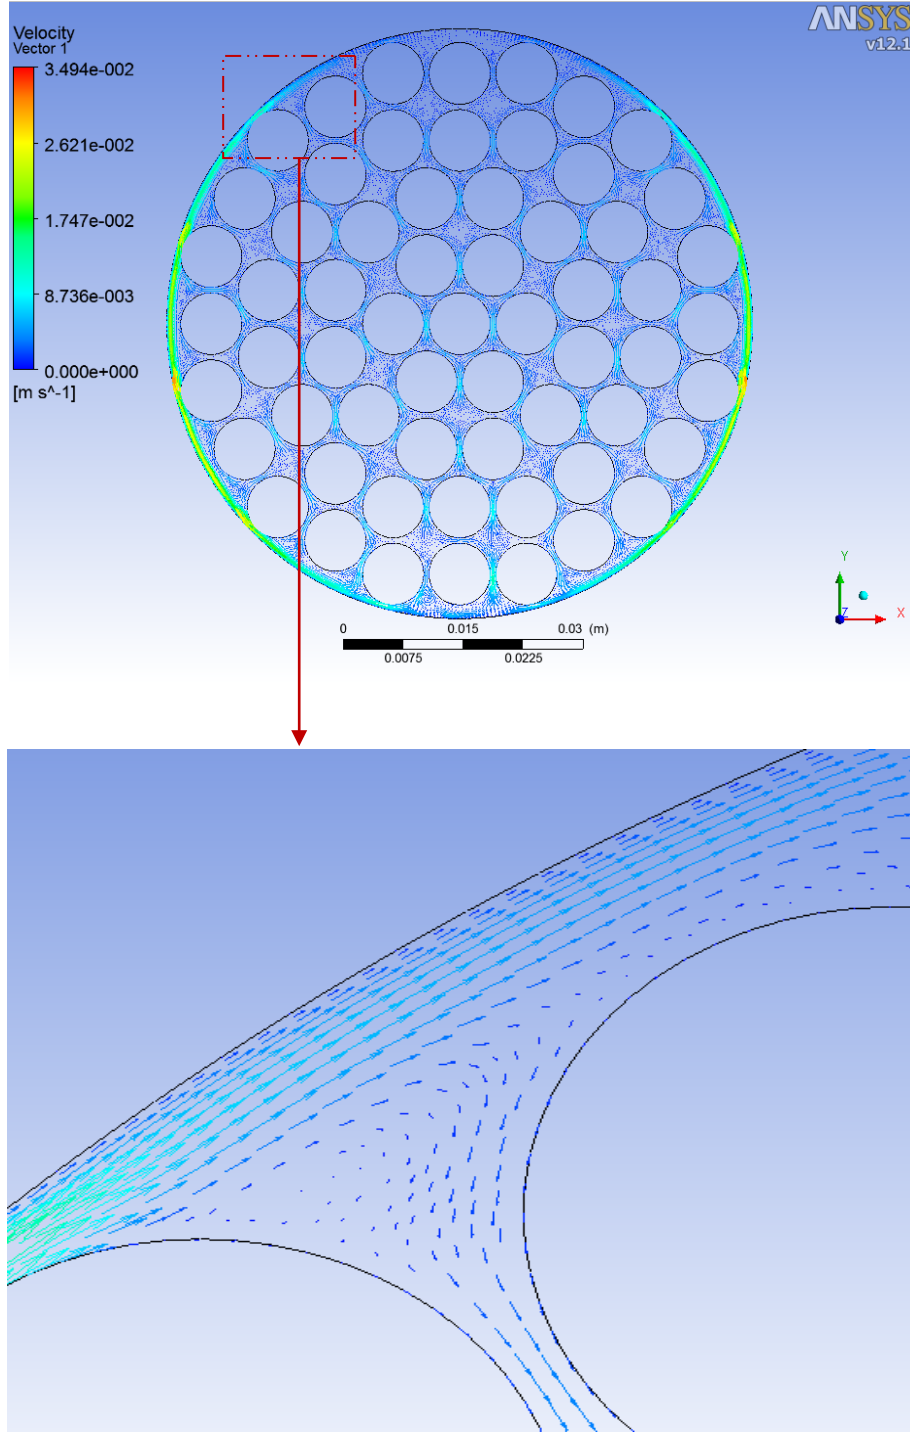 Velocity
Vector 1
3.494e-002
2.621e-002
1.747e-002
8.736e-003
0.000e+000
[m s^-1]
ANSYS
v12.1
Y
Z
X
0 0.015 0.03 (m)
0.0075 0.0225